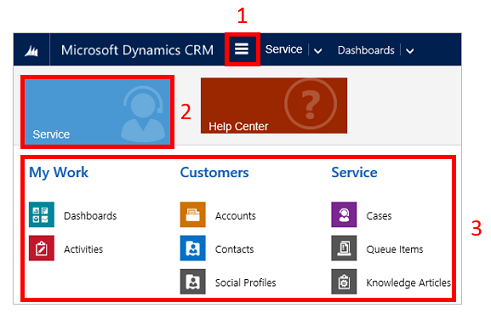 1
Microsoft Dynamics CRM Service Dashboards
2
Service
Help Center
3
My Work Customers Service
Dashboards Accounts Cases
Activities Contacts Queue Items
Social Profiles Knowledge Articles